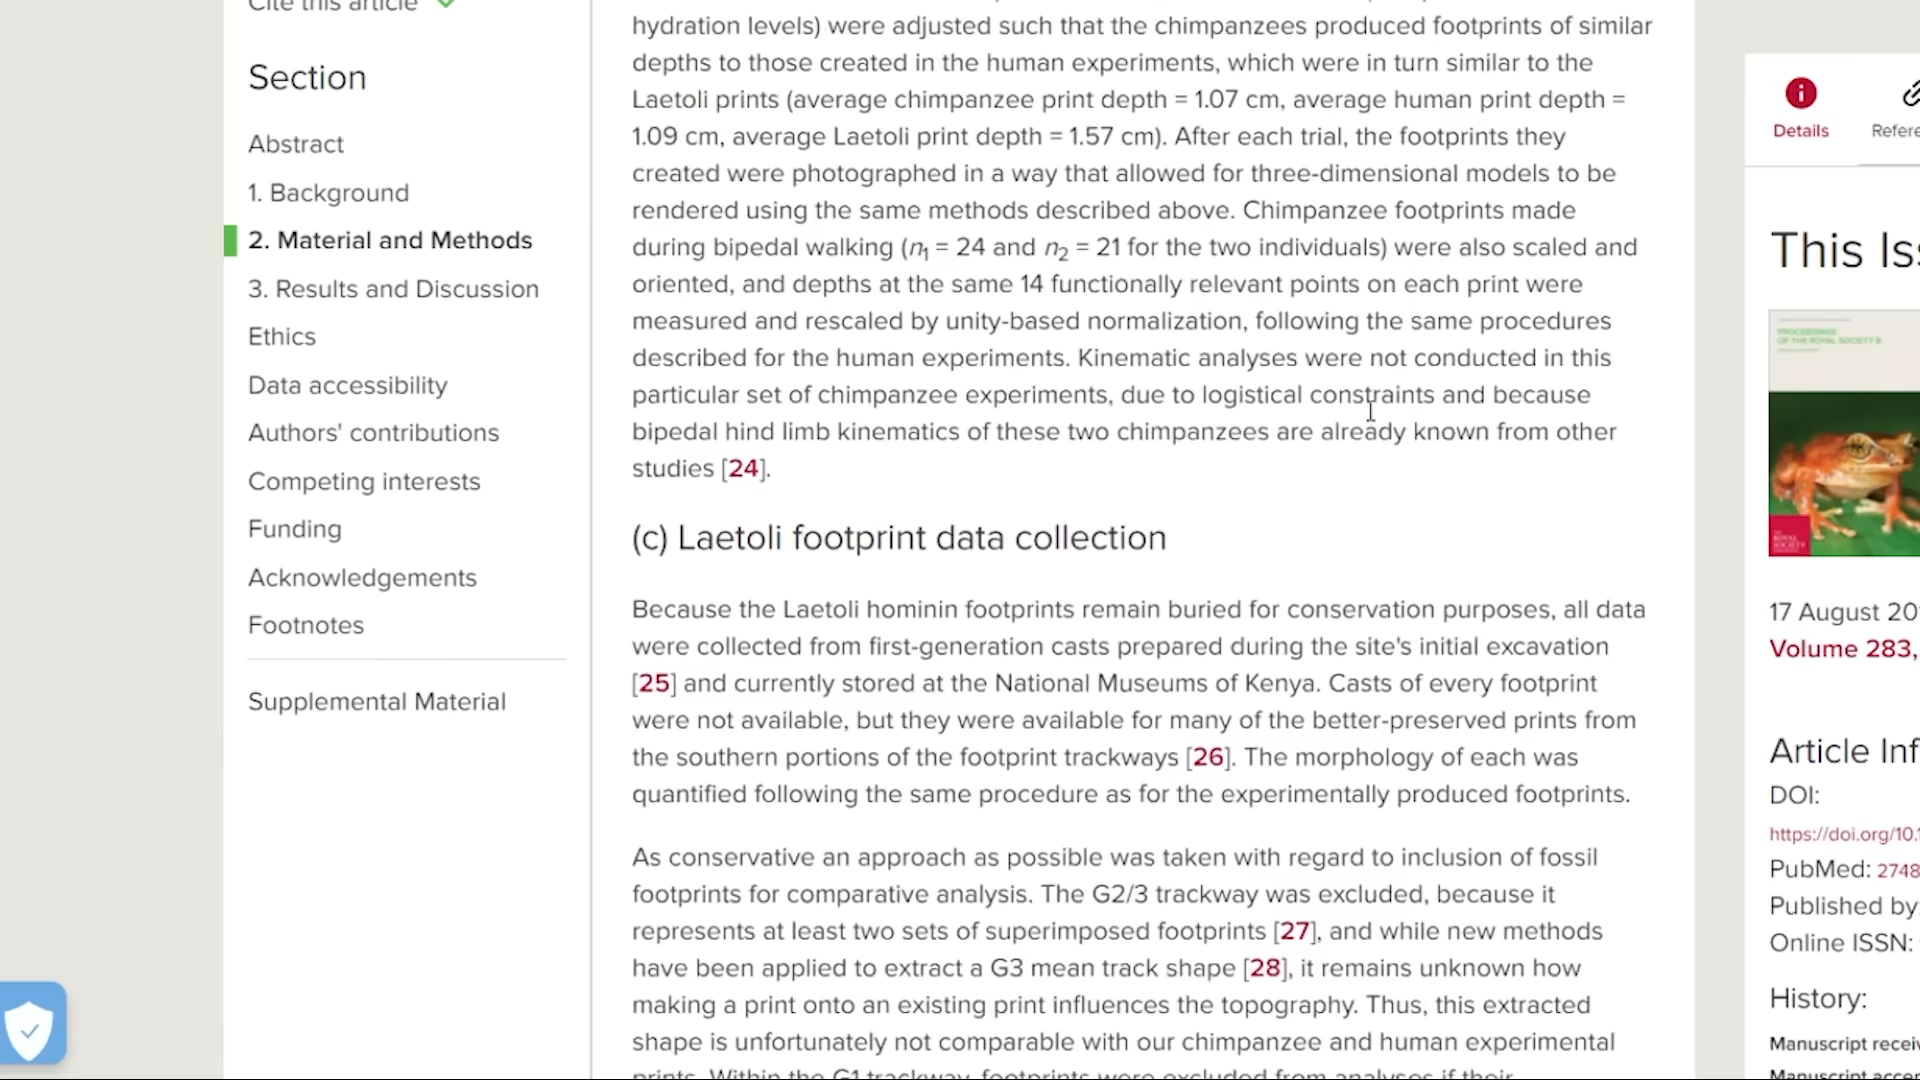 Cite this article
Section
Abstract
1. Background
2. Material and Methods
3. Results and Discussion
Ethics
Data accessibility
Authors' contributions
Competing interests
Funding
Acknowledgements
Footnotes
Supplemental Material
hydration levels) were adjusted such that the chimpanzees produced footprints of similar
depths to those created in the human experiments, which were in turn similar to the
Laetoli prints (average chimpanzee print depth = 1.07 cm, average human print depth =
1.09 cm, average Laetoli print depth = 1.57 cm). After each trial, the footprints they
created were photographed in a way that allowed for three-dimensional models to be
rendered using the same methods described above. Chimpanzee footprints made
during bipedal walking (n1 = 24 and n2 = 21 for the two individuals) were also scaled and
oriented, and depths at the same 14 functionally relevant points on each print were
measured and rescaled by unity-based normalization, following the same procedures
described for the human experiments. Kinematic analyses were not conducted in this
particular set of chimpanzee experiments, due to logistical constraints and because
bipedal hind limb kinematics of these two chimpanzees are already known from other
studies [24].
(c) Laetoli footprint data collection
Because the Laetoli hominin footprints remain buried for conservation purposes, all data
were collected from first-generation casts prepared during the site's initial excavation
[25] and currently stored at the National Museums of Kenya. Casts of every footprint
were not available, but they were available for many of the better-preserved prints from
the southern portions of the footprint trackways [26]. The morphology of each was
quantified following the same procedure as for the experimentally produced footprints.
As conservative an approach as possible was taken with regard to inclusion of fossil
footprints for comparative analysis. The G2/3 trackway was excluded, because it
represents at least two sets of superimposed footprints [27], and while new methods
have been applied to extract a G3 mean track shape [28], it remains unknown how
making a print onto an existing print influences the topography. Thus, this extracted
shape is unfortunately not comparable with our chimpanzee and human experimental
prints. Within the G1 trackway, footprints were excluded from analyses if their
Details
Refere
This Iss
PROCEEDINGS
OF THE ROYAL SOCIETY B
THE
ROYAL
SOCIETY
17 August 20
Volume 283,
Article Inf
DOI:
https://doi.org/10.1
PubMed: 2748
Published by:
Online ISSN:
History:
Manuscript receiv
Manuscript accep